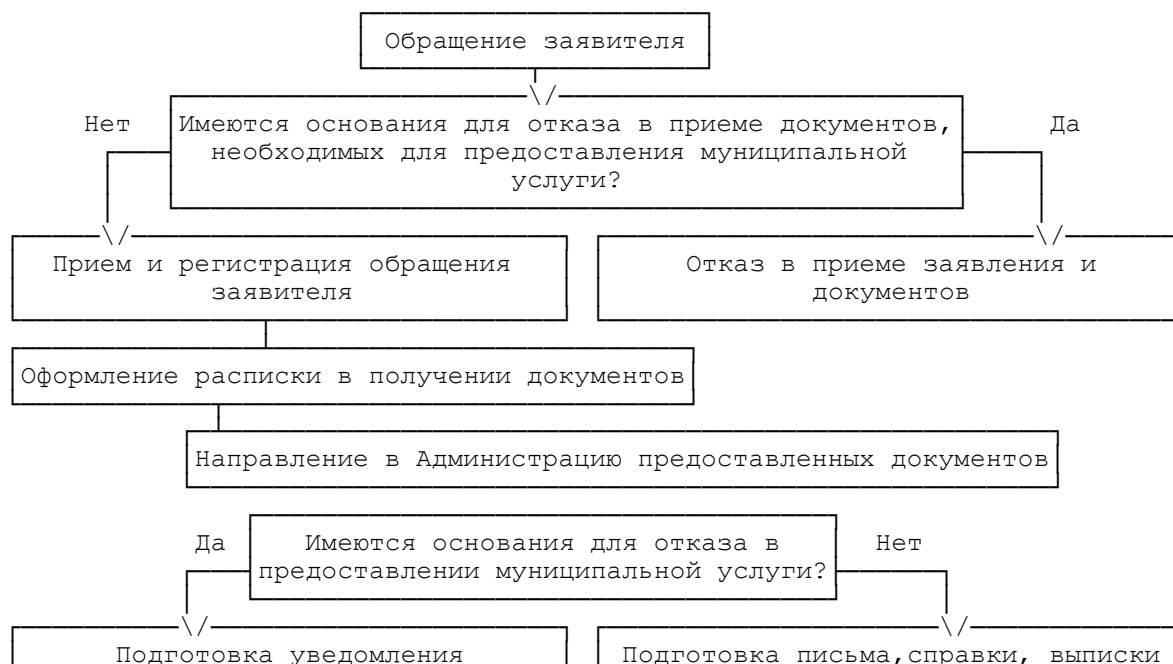 Обращение заявителя
Нет
Имеются основания для отказа в приеме документов,
Да
необходимых для предоставления муниципальной
услуги?
Прием и регистрация обращения
заявителя
Отказ в приеме заявления и
документов
Оформление расписки в получении документов
Направление в Администрацию предоставленных документов
Да
Имеются основания для отказа в
Нет
предоставлении муниципальной услуги?
Подготовка уведомления
Подготовка письма,справки, выписки